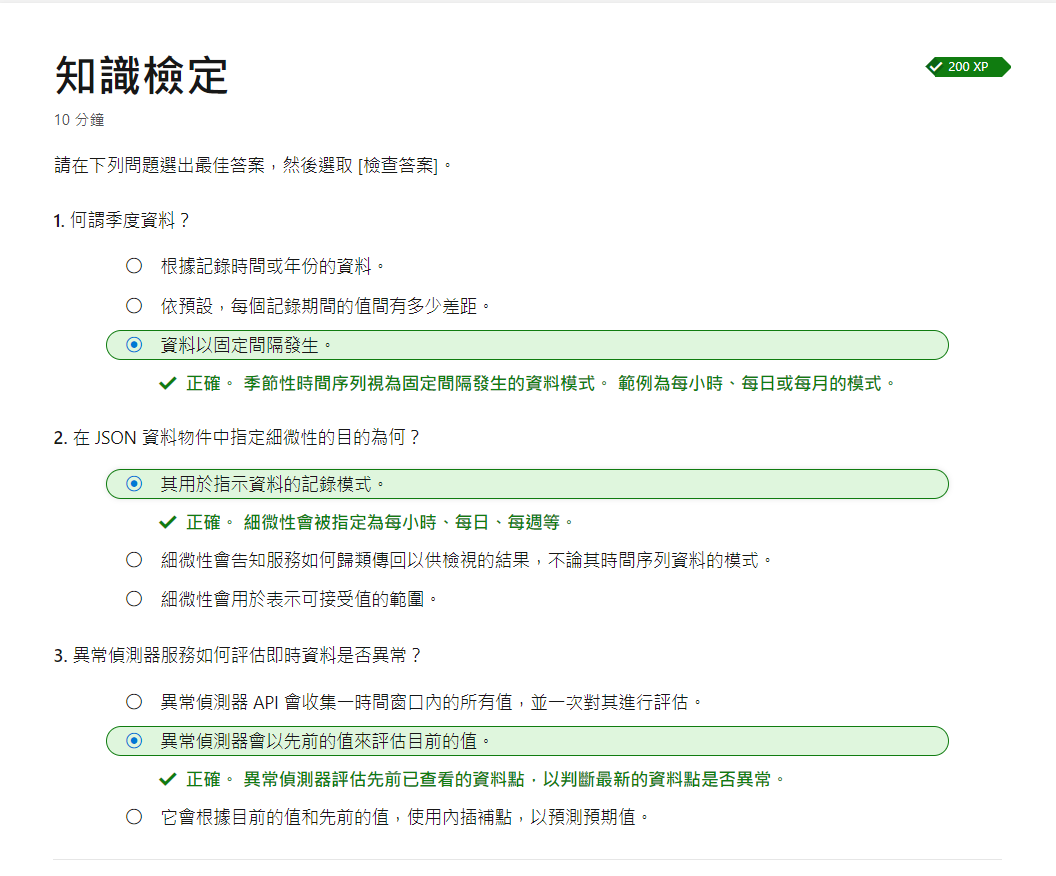 知識檢定
200 XP
10 分鐘
請在下列問題選出最佳答案，然後選取 [檢查答案]。
1. 何謂季度資料？
根據記錄時間或年份的資料。
依預設，每個記錄期間的值間有多少差距。
資料以固定間隔發生。
正確。 季節性時間序列視為固定間隔發生的資料模式。 範例為每小時、每日或每月的模式。
2. 在 JSON 資料物件中指定細微性的目的為何？
其用於指示資料的記錄模式。
正確。 細微性會被指定為每小時、每日、每週等。
細微性會告知服務如何歸類傳回以供檢視的結果，不論其時間序列資料的模式。
細微性會用於表示可接受值的範圍。
3. 異常偵測器服務如何評估即時資料是否異常？
異常偵測器 API 會收集一時間窗口內的所有值，並一次對其進行評估。
異常偵測器會以先前的值來評估目前的值。
正確。 異常偵測器評估先前已查看的資料點，以判斷最新的資料點是否異常。
它會根據目前的值和先前的值，使用內插補點，以預測預期值。